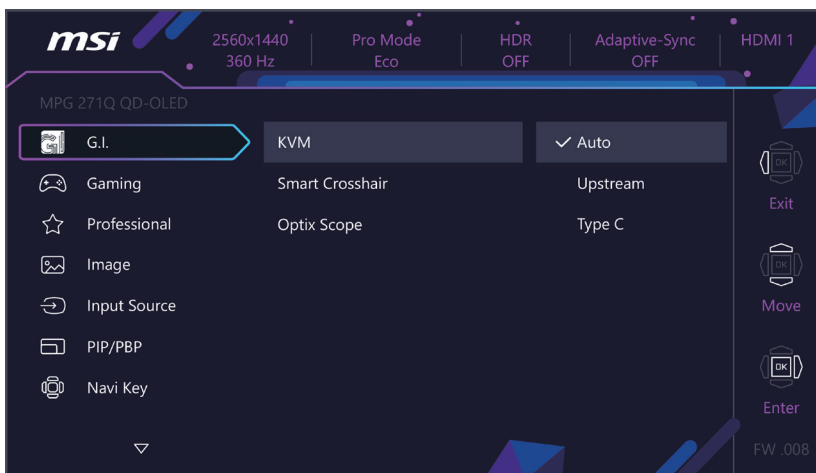 msi
2560x1440
360 Hz
Pro Mode
Eco
HDR
OFF
Adaptive-Sync
OFF
HDMI 1
MPG 271Q QD-OLED
G.I.
Gaming
Professional
Image
Input Source
PIP/PBP
Navi Key
KVM
Smart Crosshair
Optix Scope
Auto
Upstream
Type C
OK
Exit
OK
Move
OK
Enter
FW .008